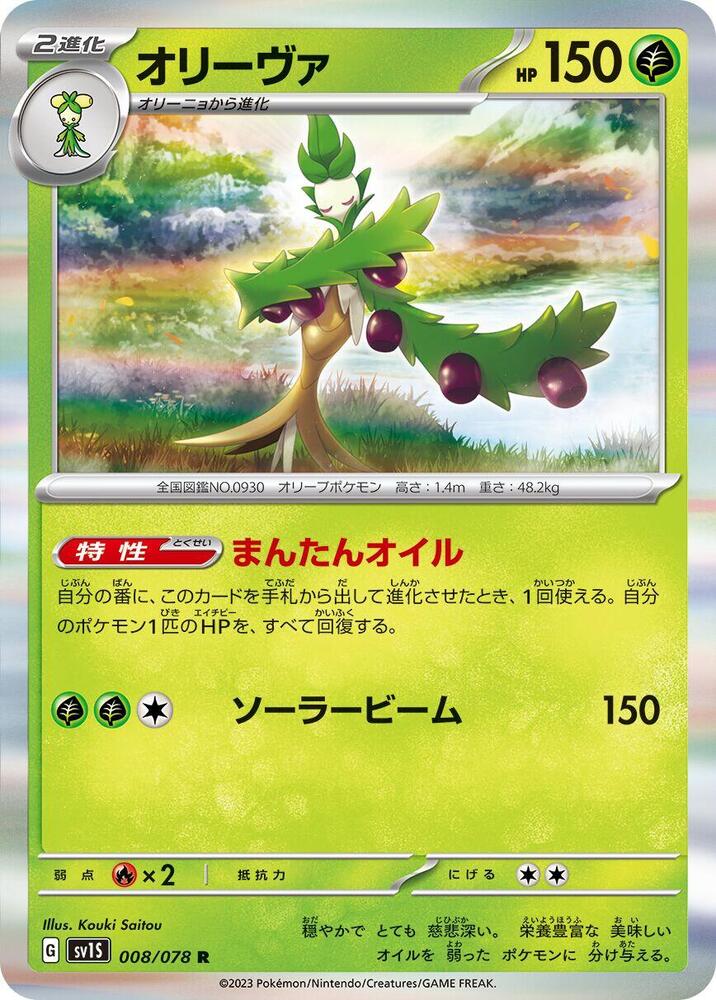 2進化
オリーヴァ
HP 150
オリーニョから進化
全国図鑑NO.0930 オリーブポケモン 高さ：1.4m 重さ：48.2kg
特性 とくせい まんたんオイル
自分の番に、このカードを手札から出して進化させたとき、1回使える。自分
のポケモン1匹のHPを、すべて回復する。
ソーラービーム 150
弱点 ×2 抵抗力 にげる
Illus. Kouki Saitou
穏やかで とても 慈悲深い。 栄養豊富な 美味しい
オイルを 弱った ポケモンに 分け与える。
G sv1S 008/078 R
©2023 Pokémon/Nintendo/Creatures/GAME FREAK.